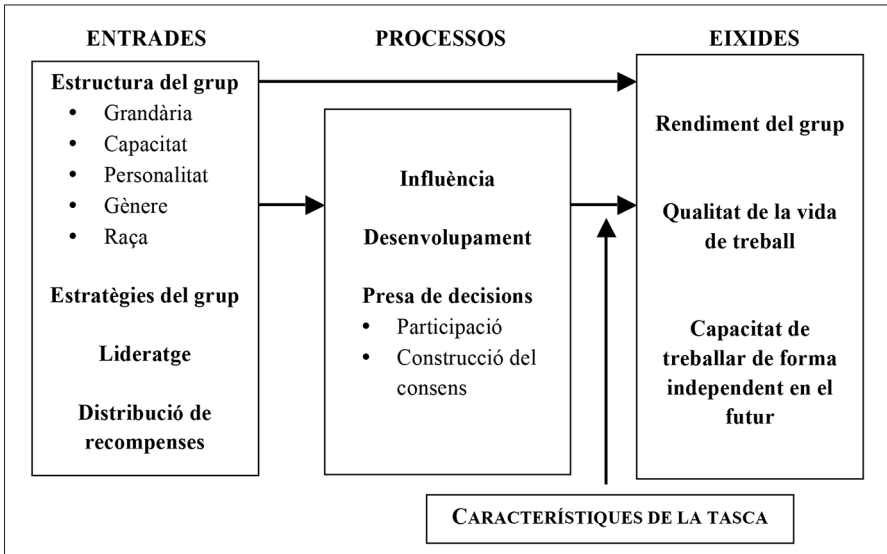 ENTRADES
Estructura del grup
• Grandària
• Capacitat
• Personalitat
• Gènere
• Raça
Estratègies del grup
Lideratge
Distribució de
recompenses
PROCESSOS
Influència
Desenvolupament
Presa de decisions
• Participació
• Construcció del
consens
EIXIDES
Rendiment del grup
Qualitat de la vida
de treball
Capacitat de
treballar de forma
independent en el
futur
CARACTERÍSTIQUES DE LA TASCA